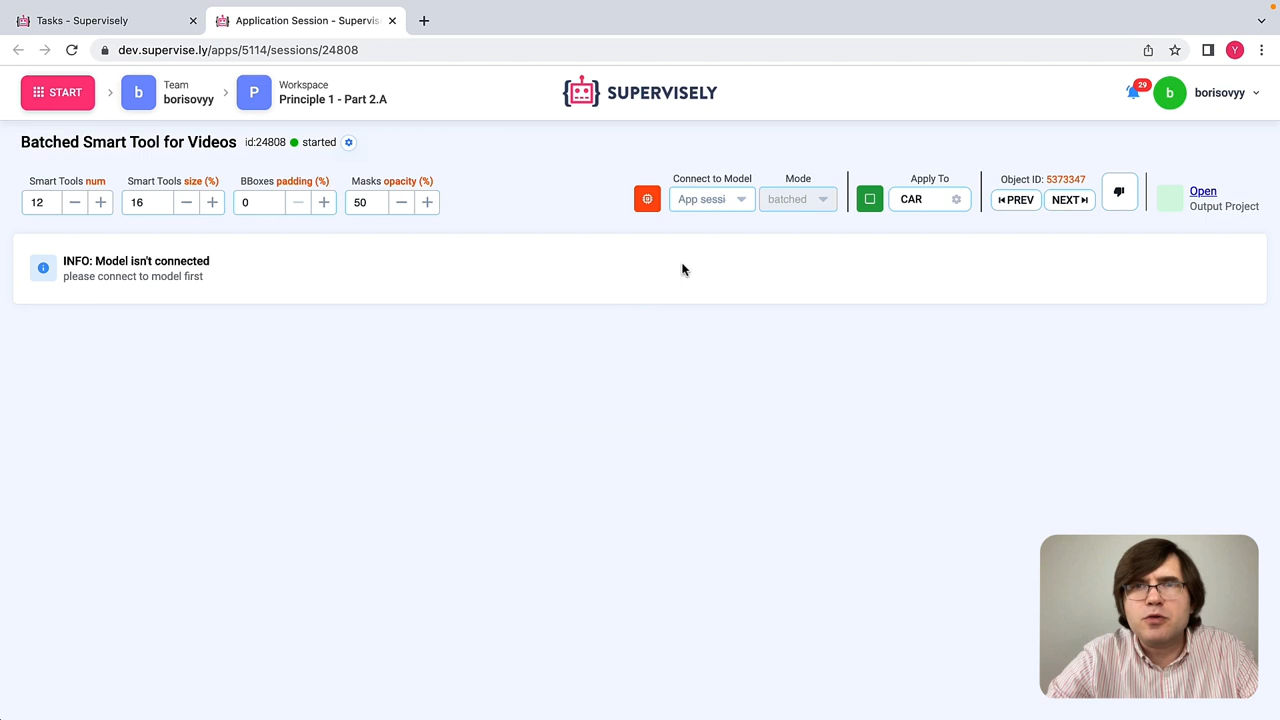 Tasks - Supervisely
Application Session - Supervis
dev.supervise.ly/apps/5114/sessions/24808
Y
START
b
Team
borisovyy
P
Workspace
Principle 1 - Part 2.A
SUPERVISELY
29
b
borisovyy
Batched Smart Tool for Videos
id:24808
started
Smart Tools num
12
Smart Tools size (%)
16
BBoxes padding (%)
0
Masks opacity (%)
50
Connect to Model
App sessi
Mode
batched
Apply To
CAR
Object ID: 5373347
PREV
NEXT
Open
Output Project
INFO: Model isn't connected
please connect to model first